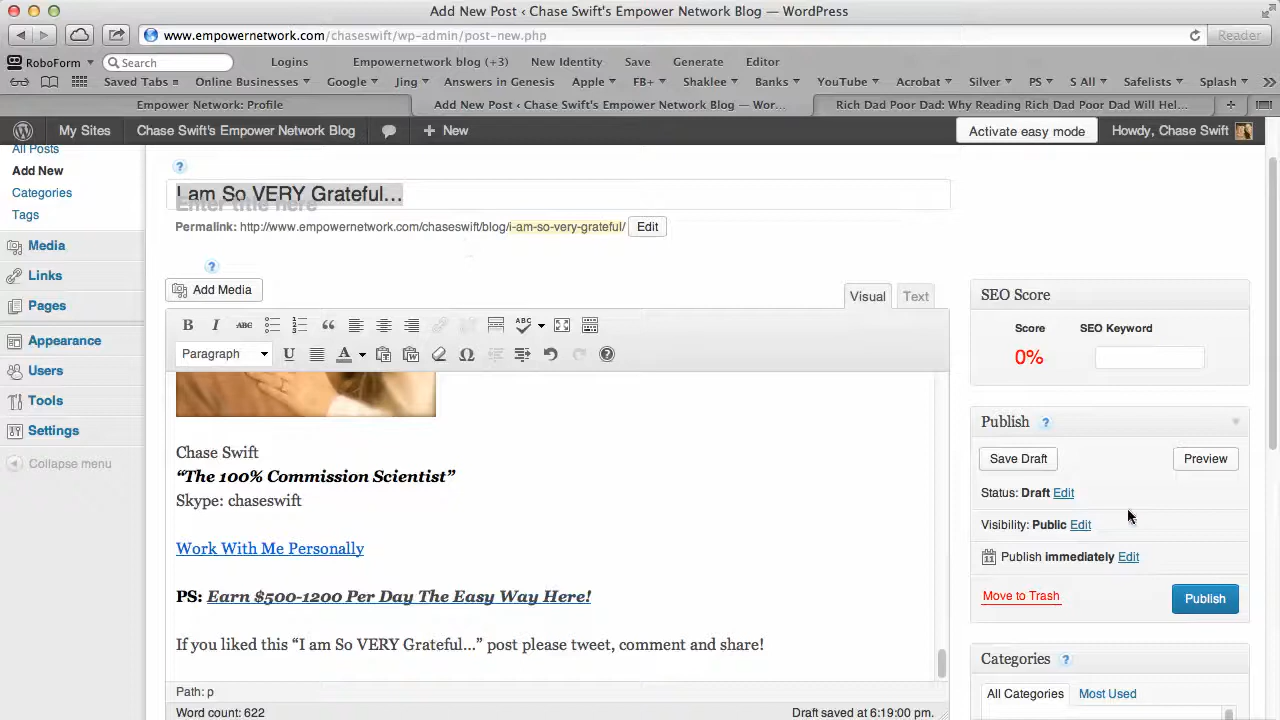 Add New Post ‹ Chase Swift's Empower Network Blog — WordPress
www.empowernetwork.com/chaseswift/wp-admin/post-new.php
Reader
RoboForm
Search
Logins
Empowernetwork blog (+3)
New Identity
Save
Generate
Editor
Saved Tabs
Online Businesses
Google
Jing
Answers in Genesis
Apple
FB+
Shaklee
Banks
YouTube
Acrobat
Silver
PS
S All
Safelists
Splash
Empower Network: Profile
Add New Post ‹ Chase Swift's Empower Network Blog — Wor...
Rich Dad Poor Dad: Why Reading Rich Dad Poor Dad Will Hel...
My Sites
Chase Swift's Empower Network Blog
+ New
Activate easy mode
Howdy, Chase Swift
All Posts
Add New
Categories
Tags
Media
Links
Pages
Appearance
Users
Tools
Settings
Collapse menu
?
I am So VERY Grateful…
Enter title here
Permalink: http://www.empowernetwork.com/chaseswift/blog/i-am-so-very-grateful/
Edit
?
Add Media
Visual
Text
B
I
ABC
ABC
Paragraph
U
A
Ω
?
Chase Swift
“The 100% Commission Scientist”
Skype: chaseswift
Work With Me Personally
PS: Earn $500-1200 Per Day The Easy Way Here!
If you liked this “I am So VERY Grateful…” post please tweet, comment and share!
Path: p
Word count: 622
Draft saved at 6:19:00 pm.
SEO Score
Score
SEO Keyword
0%
Publish ?
Save Draft
Preview
Status: Draft Edit
Visibility: Public Edit
Publish immediately Edit
Move to Trash
Publish
Categories ?
All Categories
Most Used